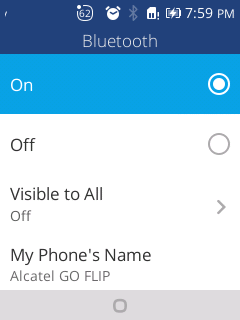 62 7:59 PM
Bluetooth
On
Off
Visible to All
Off
My Phone's Name
Alcatel GO FLIP